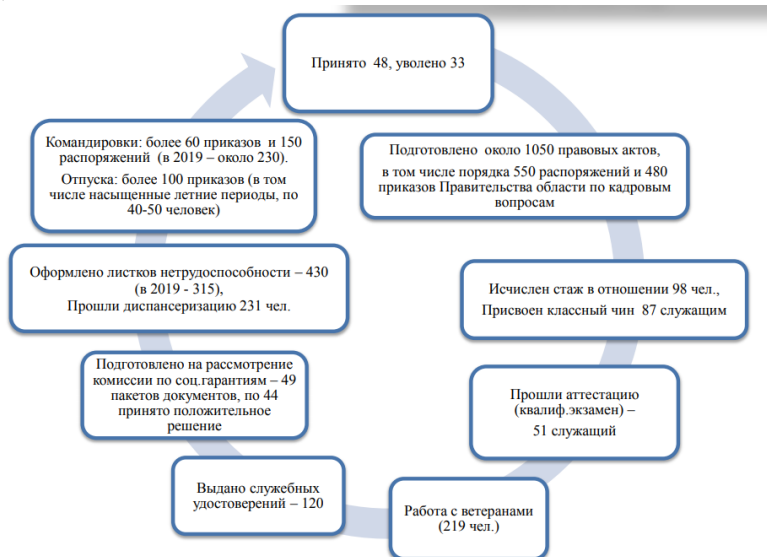 Принято 48, уволено 33
Подготовлено около 1050 правовых актов,
в том числе порядка 550 распоряжений и 480
приказов Правительства области по кадровым
вопросам
Исчислен стаж в отношении 98 чел.,
Присвоен классный чин 87 служащим
Прошли аттестацию
(квалиф.экзамен) –
51 служащий
Работа с ветеранами
(219 чел.)
Выдано служебных
удостоверений – 120
Подготовлено на рассмотрение
комиссии по соц.гарантиям – 49
пакетов документов, по 44
принято положительное
решение
Оформлено листков нетрудоспособности – 430
(в 2019 - 315),
Прошли диспансеризацию 231 чел.
Командировки: более 60 приказов и 150
распоряжений (в 2019 – около 230).
Отпуска: более 100 приказов (в том
числе насыщенные летние периоды, по
40-50 человек)